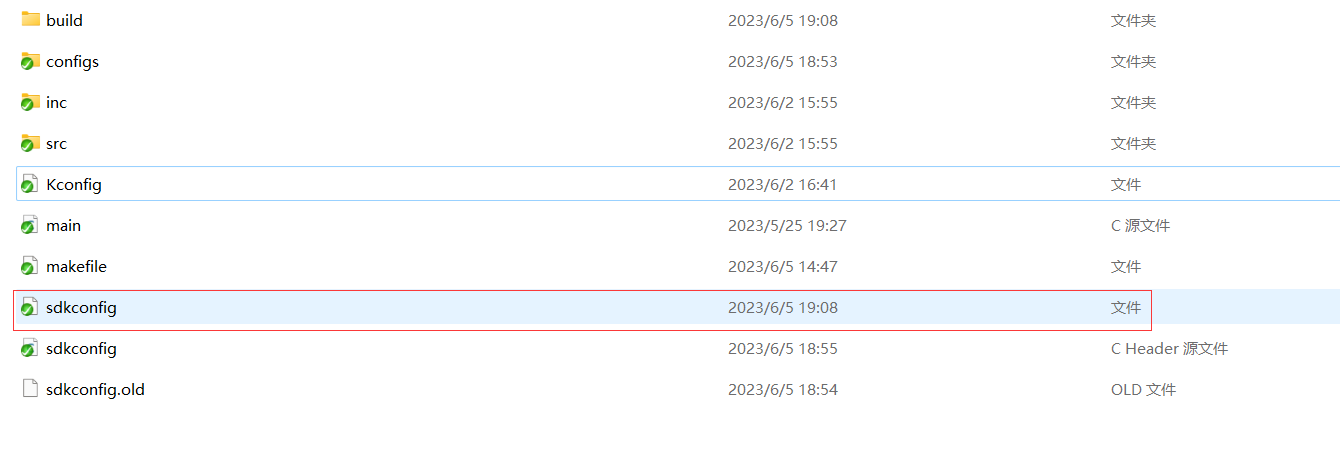 build 2023/6/5 19:08 文件夹
configs 2023/6/5 18:53 文件夹
inc 2023/6/2 15:55 文件夹
src 2023/6/2 15:55 文件夹
Kconfig 2023/6/2 16:41 文件
main 2023/5/25 19:27 C 源文件
makefile 2023/6/5 14:47 文件
sdkconfig 2023/6/5 19:08 文件
sdkconfig 2023/6/5 18:55 C Header 源文件
sdkconfig.old 2023/6/5 18:54 OLD 文件